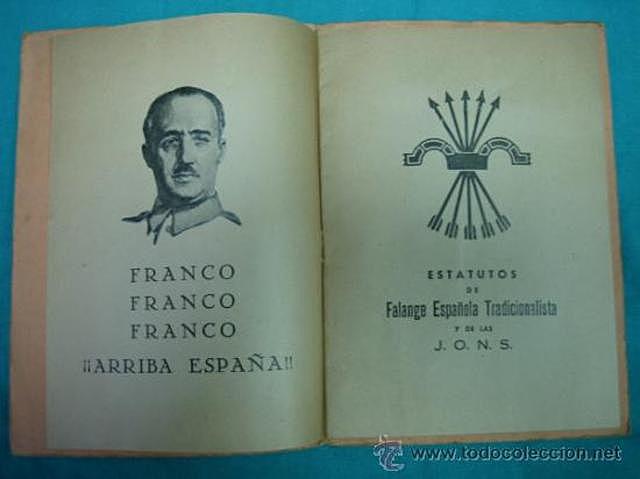 FRANCO
FRANCO
FRANCO
¡¡ARRIBA ESPAÑA!!
ESTATUTOS
DE
Falange Española Tradicionalista
Y DE LAS
J. O. N. S.
www.todocoleccion.net